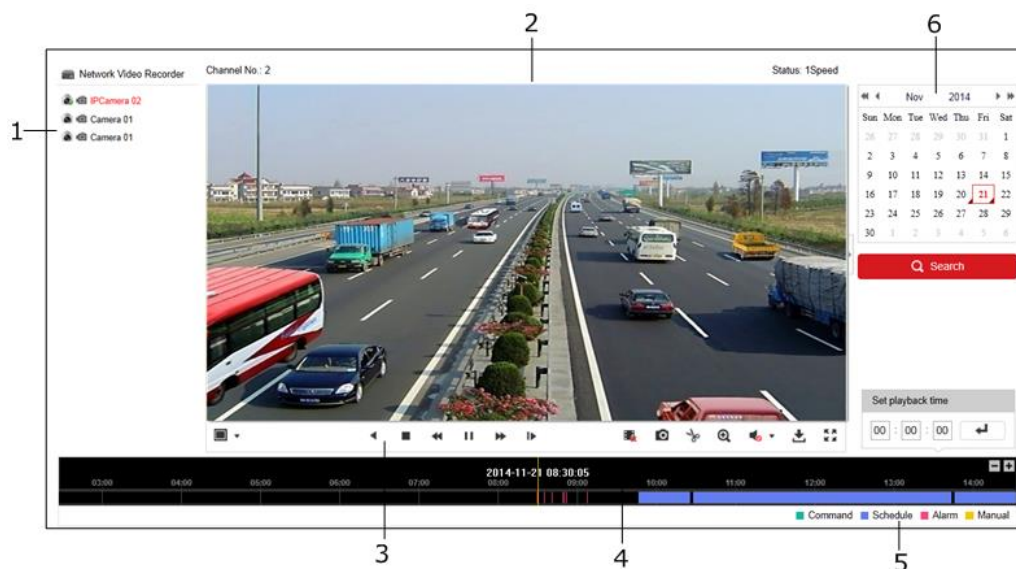 2
6
Network Video Recorder
Channel No.: 2
Status: 1Speed
IPCamera 02
1
Camera 01
Camera 01
Nov 2014
Sun Mon Tue Wed Thu Fri Sat
26 27 28 29 30 31 1
2 3 4 5 6 7 8
9 10 11 12 13 14 15
16 17 18 19 20 21 22
23 24 25 26 27 28 29
30 1 2 3 4 5 6
Search
Set playback time
00 : 00 : 00
2014-11-21 08:30:05
03:00 04:00 05:00 06:00 07:00 08:00 09:00 10:00 11:00 12:00 13:00 14:00
Command Schedule Alarm Manual
3
4
5